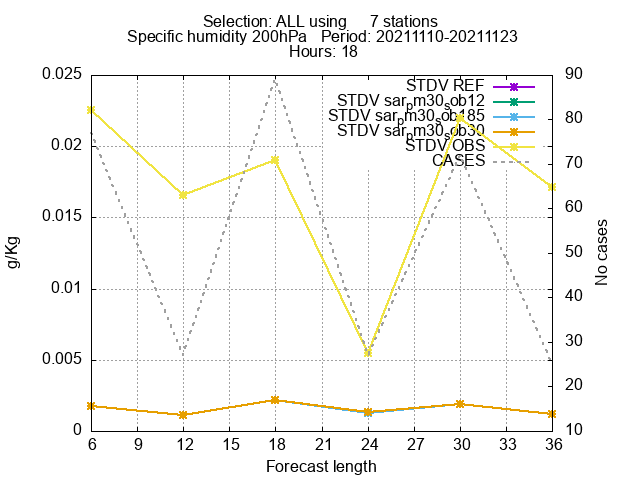 Selection: ALL using 7 stations
Specific humidity 200hPa Period: 20211110-20211123
Hours: 18
STDV REF
STDV sarpm30sob12
STDV sarpm30sob185
STDV sarpm30sob30
STDV OBS
CASES
0.025
0.02
0.015
0.01
0.005
0
g/Kg
90
80
70
60
50
40
30
20
10
No cases
6 9 12 15 18 21 24 27 30 33 36
Forecast length